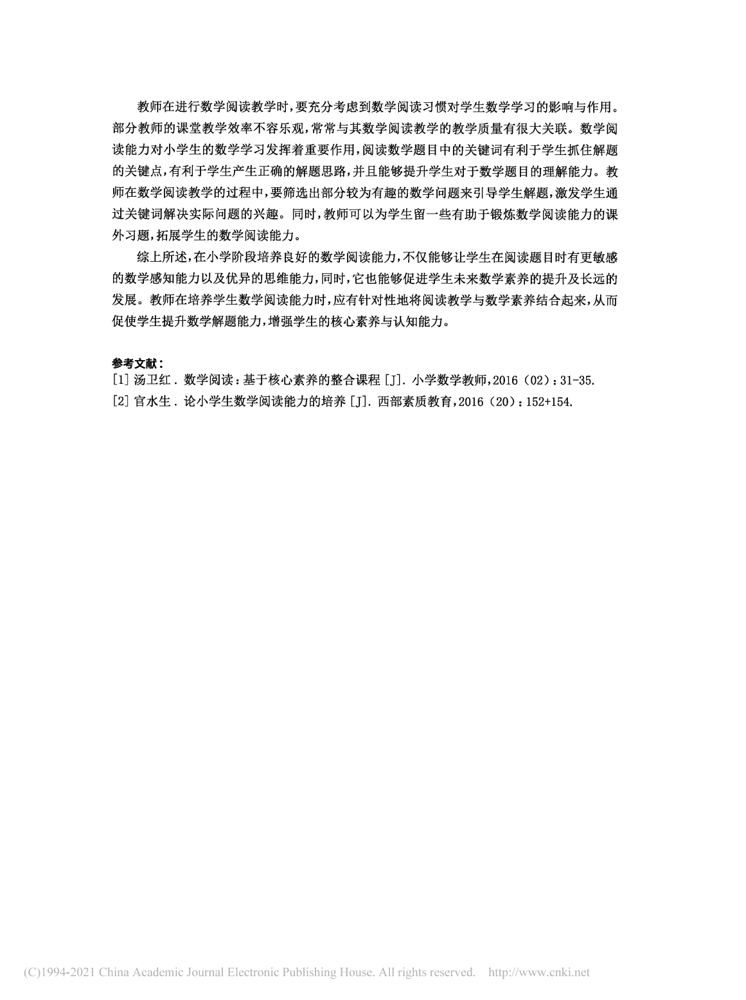 教师在进行数学阅读教学时,要充分考虑到数学阅读习惯对学生数学学习的影响与作用。
部分教师的课堂教学效率不容乐观,常常与其数学阅读教学的教学质量有很大关联。数学阅
读能力对小学生的数学学习发挥着重要作用,阅读数学题目中的关键词有利于学生抓住解题
的关键点,有利于学生产生正确的解题思路,并且能够提升学生对于数学题目的理解能力。教
师在数学阅读教学的过程中,要筛选出部分较为有趣的数学问题来引导学生解题,激发学生通
过关键词解决实际问题的兴趣。同时,教师可以为学生留一些有助于锻炼数学阅读能力的课
外习题,拓展学生的数学阅读能力。
综上所述,在小学阶段培养良好的数学阅读能力,不仅能够让学生在阅读题目时有更敏感
的数学感知能力以及优异的思维能力,同时,它也能够促进学生未来数学素养的提升及长远的
发展。教师在培养学生数学阅读能力时,应有针对性地将阅读教学与数学素养结合起来,从而
促使学生提升数学解题能力,增强学生的核心素养与认知能力。
参考文献:
[1] 汤卫红. 数学阅读:基于核心素养的整合课程 [J]. 小学数学教师,2016 (02):31-35.
[2] 官水生. 论小学生数学阅读能力的培养 [J]. 西部素质教育,2016 (20):152+154.
(C)1994-2021 China Academic Journal Electronic Publishing House. All rights reserved. http://www.cnki.net